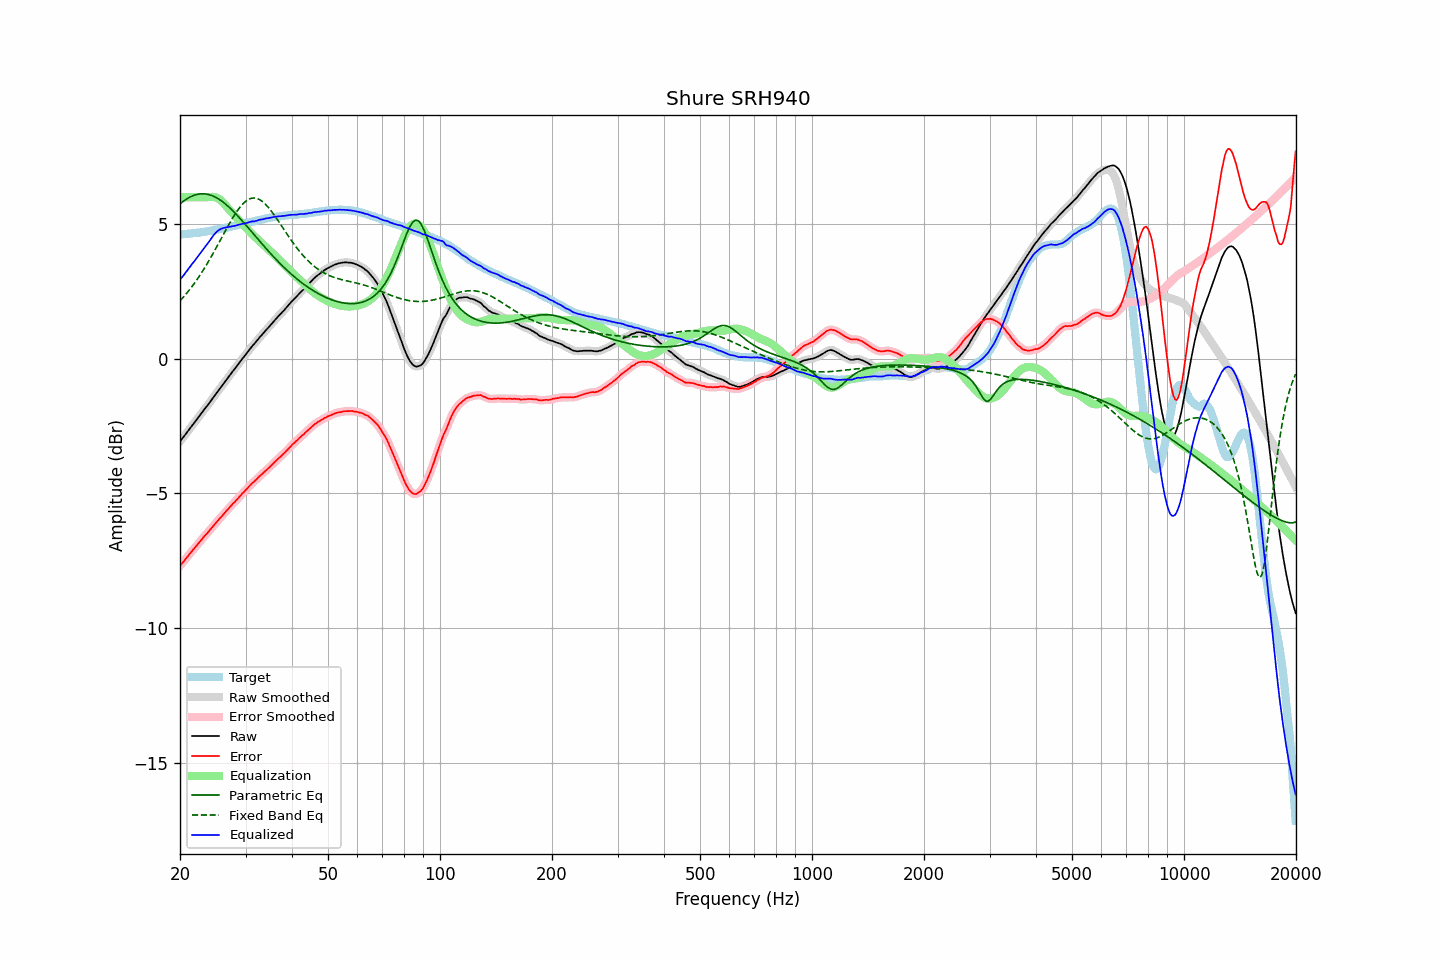 Shure SRH940
Amplitude (dBr)
5
0
−5
−10
−15
Target
Raw Smoothed
Error Smoothed
Raw
Error
Equalization
Parametric Eq
Fixed Band Eq
Equalized
20 50 100 200 500 1000 2000 5000 10000 20000
Frequency (Hz)